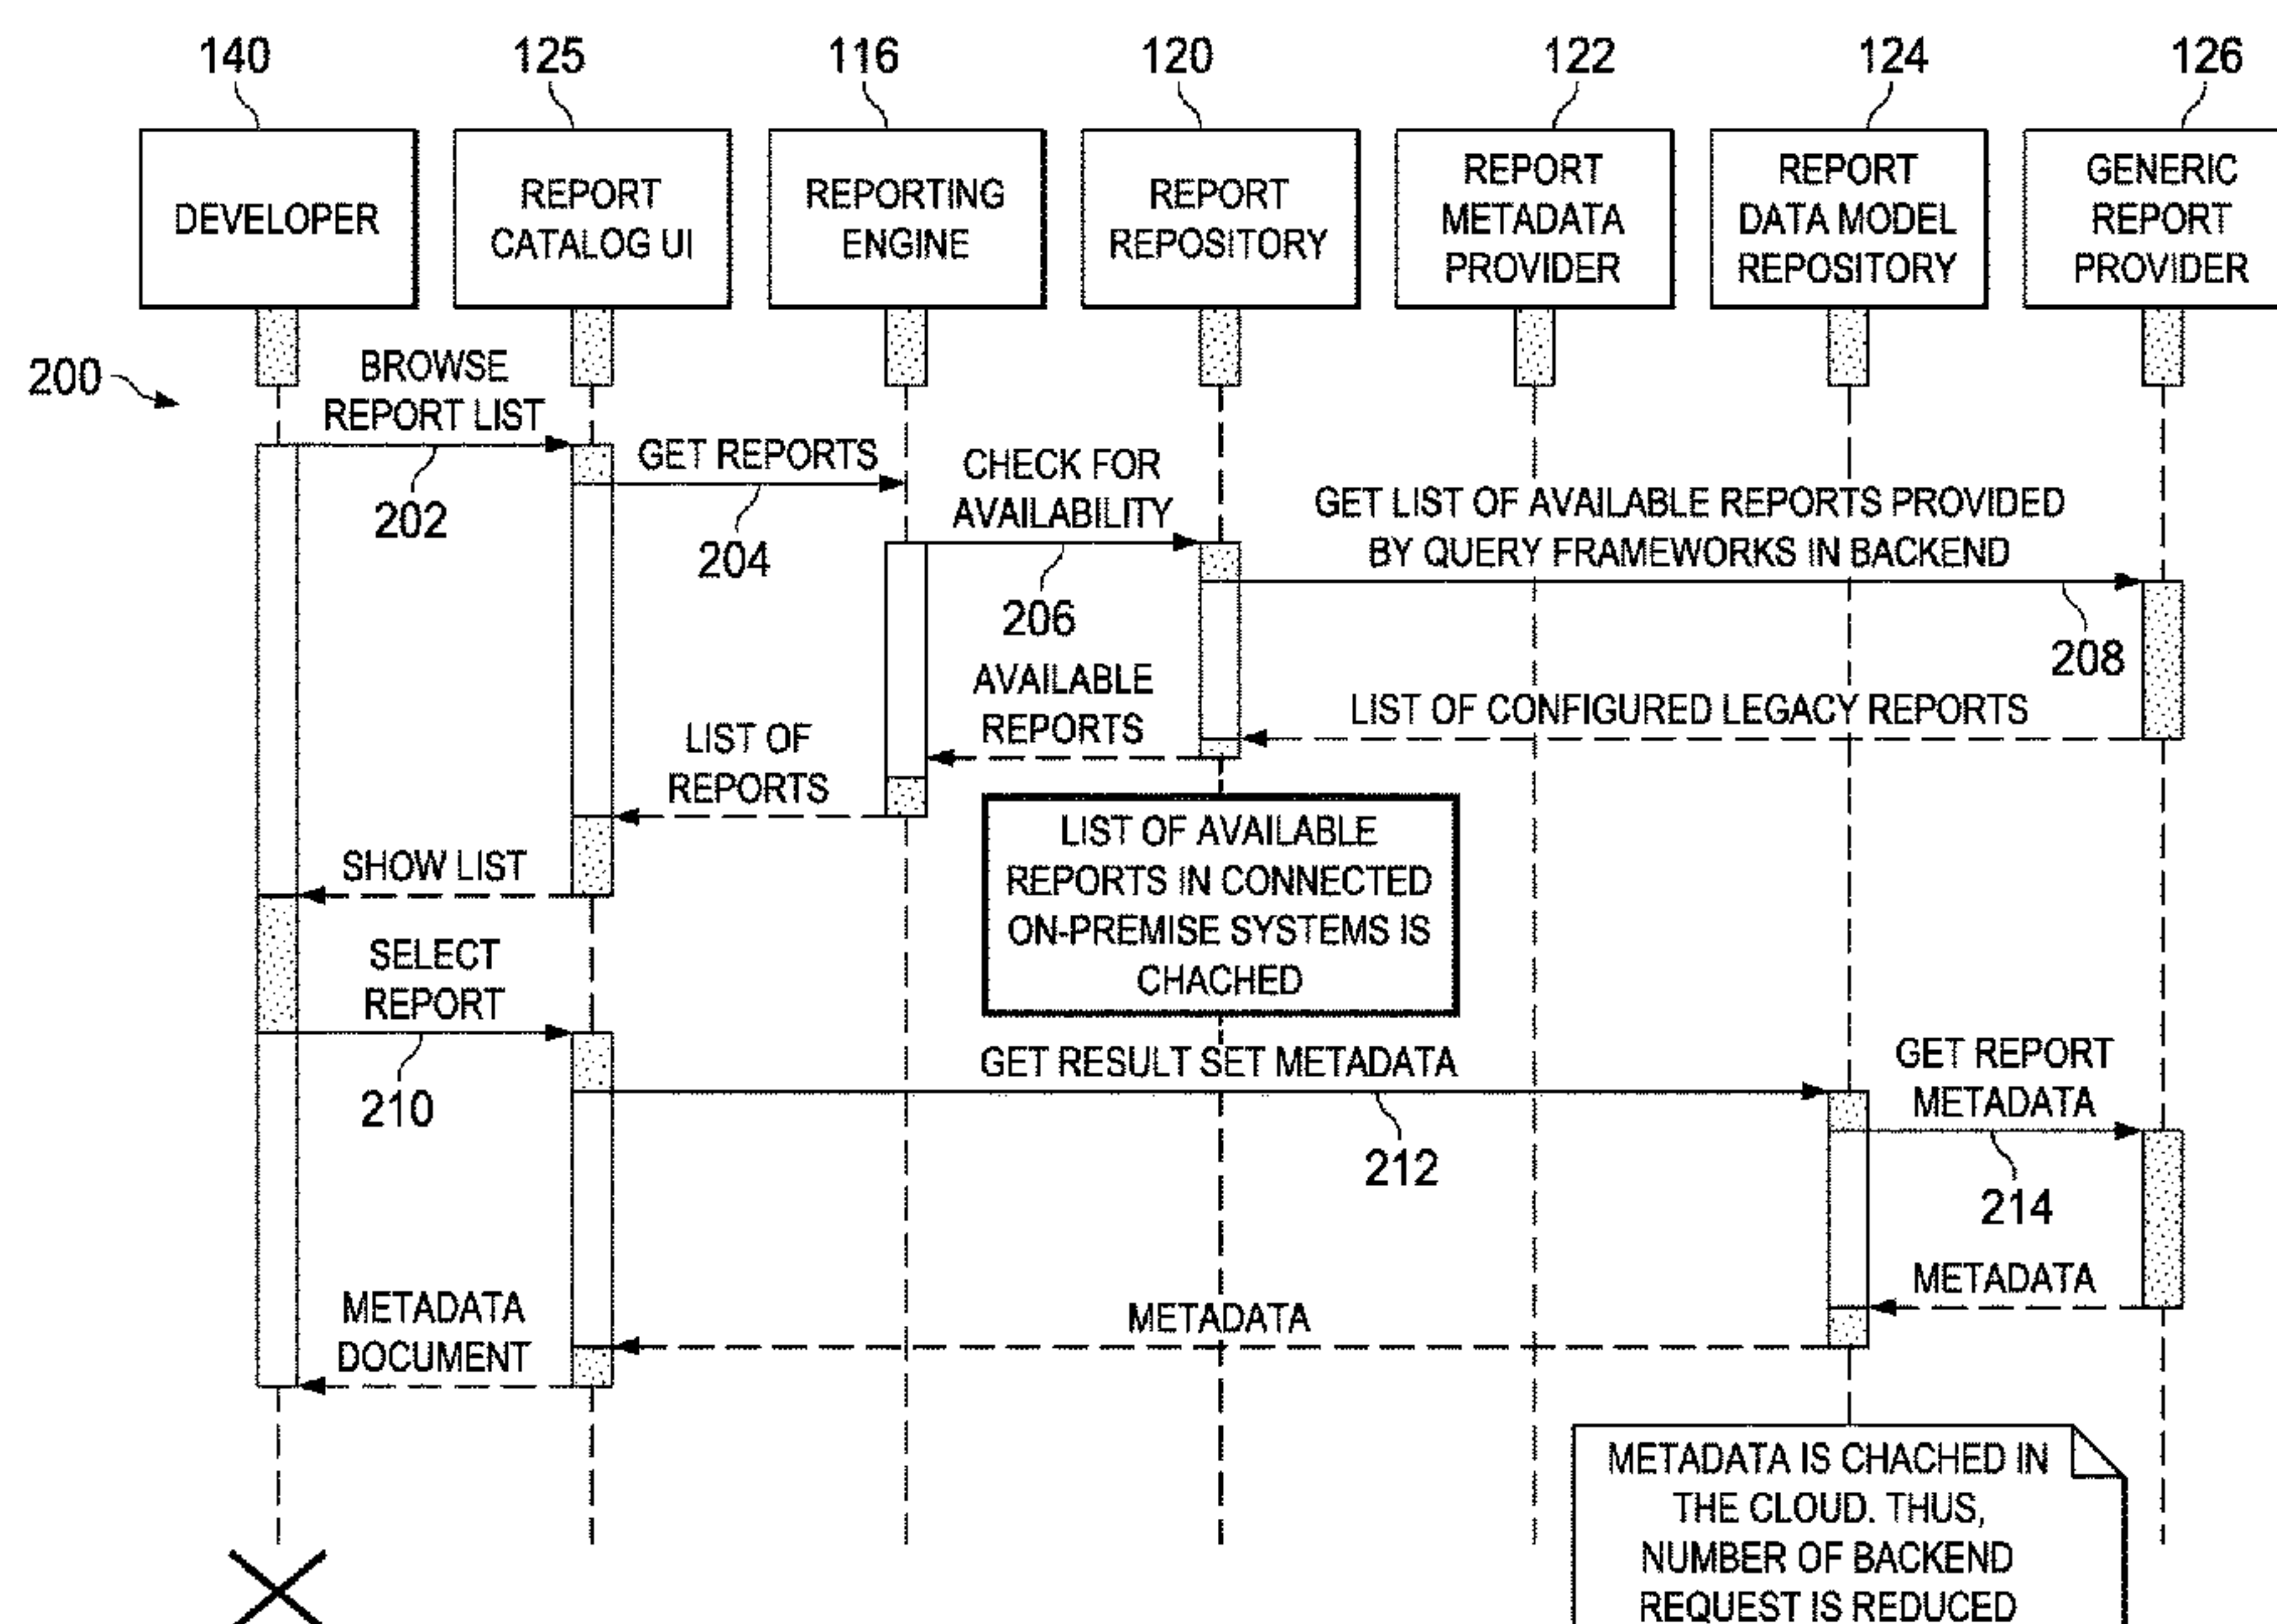 140
125
116
120
122
124
126
DEVELOPER
REPORT
CATALOG UI
REPORTING
ENGINE
REPORT
REPOSITORY
REPORT
METADATA
PROVIDER
REPORT
DATA MODEL
REPOSITORY
GENERIC
REPORT
PROVIDER
200
BROWSE
REPORT LIST
202
GET REPORTS
204
CHECK FOR
AVAILABILITY
206
GET LIST OF AVAILABLE REPORTS PROVIDED
BY QUERY FRAMEWORKS IN BACKEND
208
LIST OF CONFIGURED LEGACY REPORTS
AVAILABLE
REPORTS
LIST OF
REPORTS
SHOW LIST
LIST OF AVAILABLE
REPORTS IN CONNECTED
ON-PREMISE SYSTEMS IS
CHACHED
SELECT
REPORT
210
GET RESULT SET METADATA
212
GET REPORT
METADATA
214
METADATA
METADATA
METADATA
DOCUMENT
METADATA IS CHACHED IN
THE CLOUD. THUS,
NUMBER OF BACKEND
REQUEST IS REDUCED